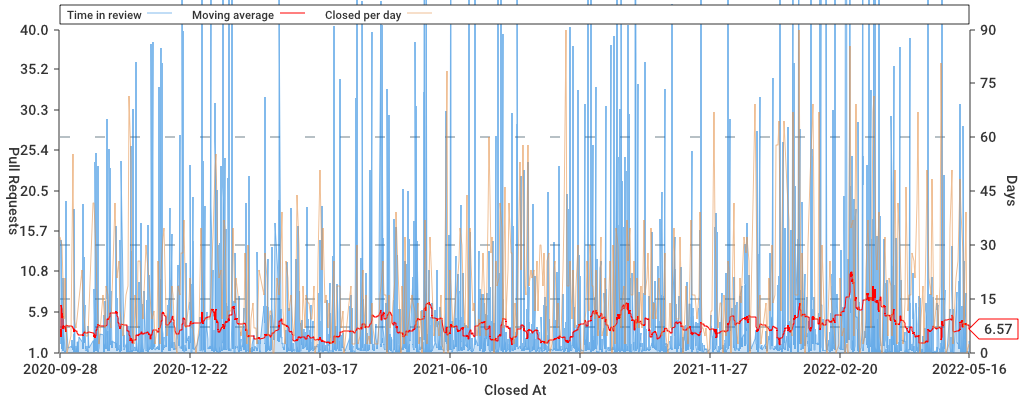 Time in review Moving average Closed per day
40.0 90
35.2 75
30.3
60
25.4
Pull Requests
20.5 45
Days
15.7 30
10.8
15
5.9
6.57
1.0 0
2020-09-28 2020-12-22 2021-03-17 2021-06-10 2021-09-03 2021-11-27 2022-02-20 2022-05-16
Closed At